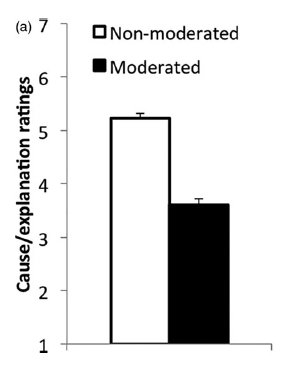 (a)
7
Non-moderated
Moderated
6
5
4
3
2
1
Cause/explanation ratings